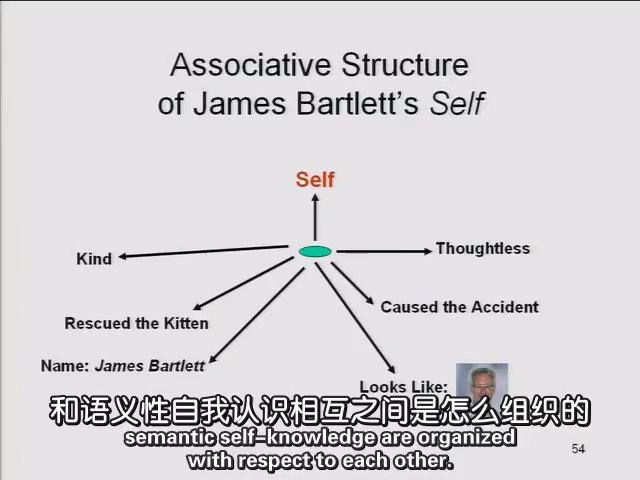 Associative Structure
of James Bartlett's Self
Self
Kind
Thoughtless
Rescued the Kitten
Caused the Accident
Name: James Bartlett
Looks Like:
和语义性自我认识相互之间是怎么组织的
semantic self-knowledge are organized
with respect to each other.
54